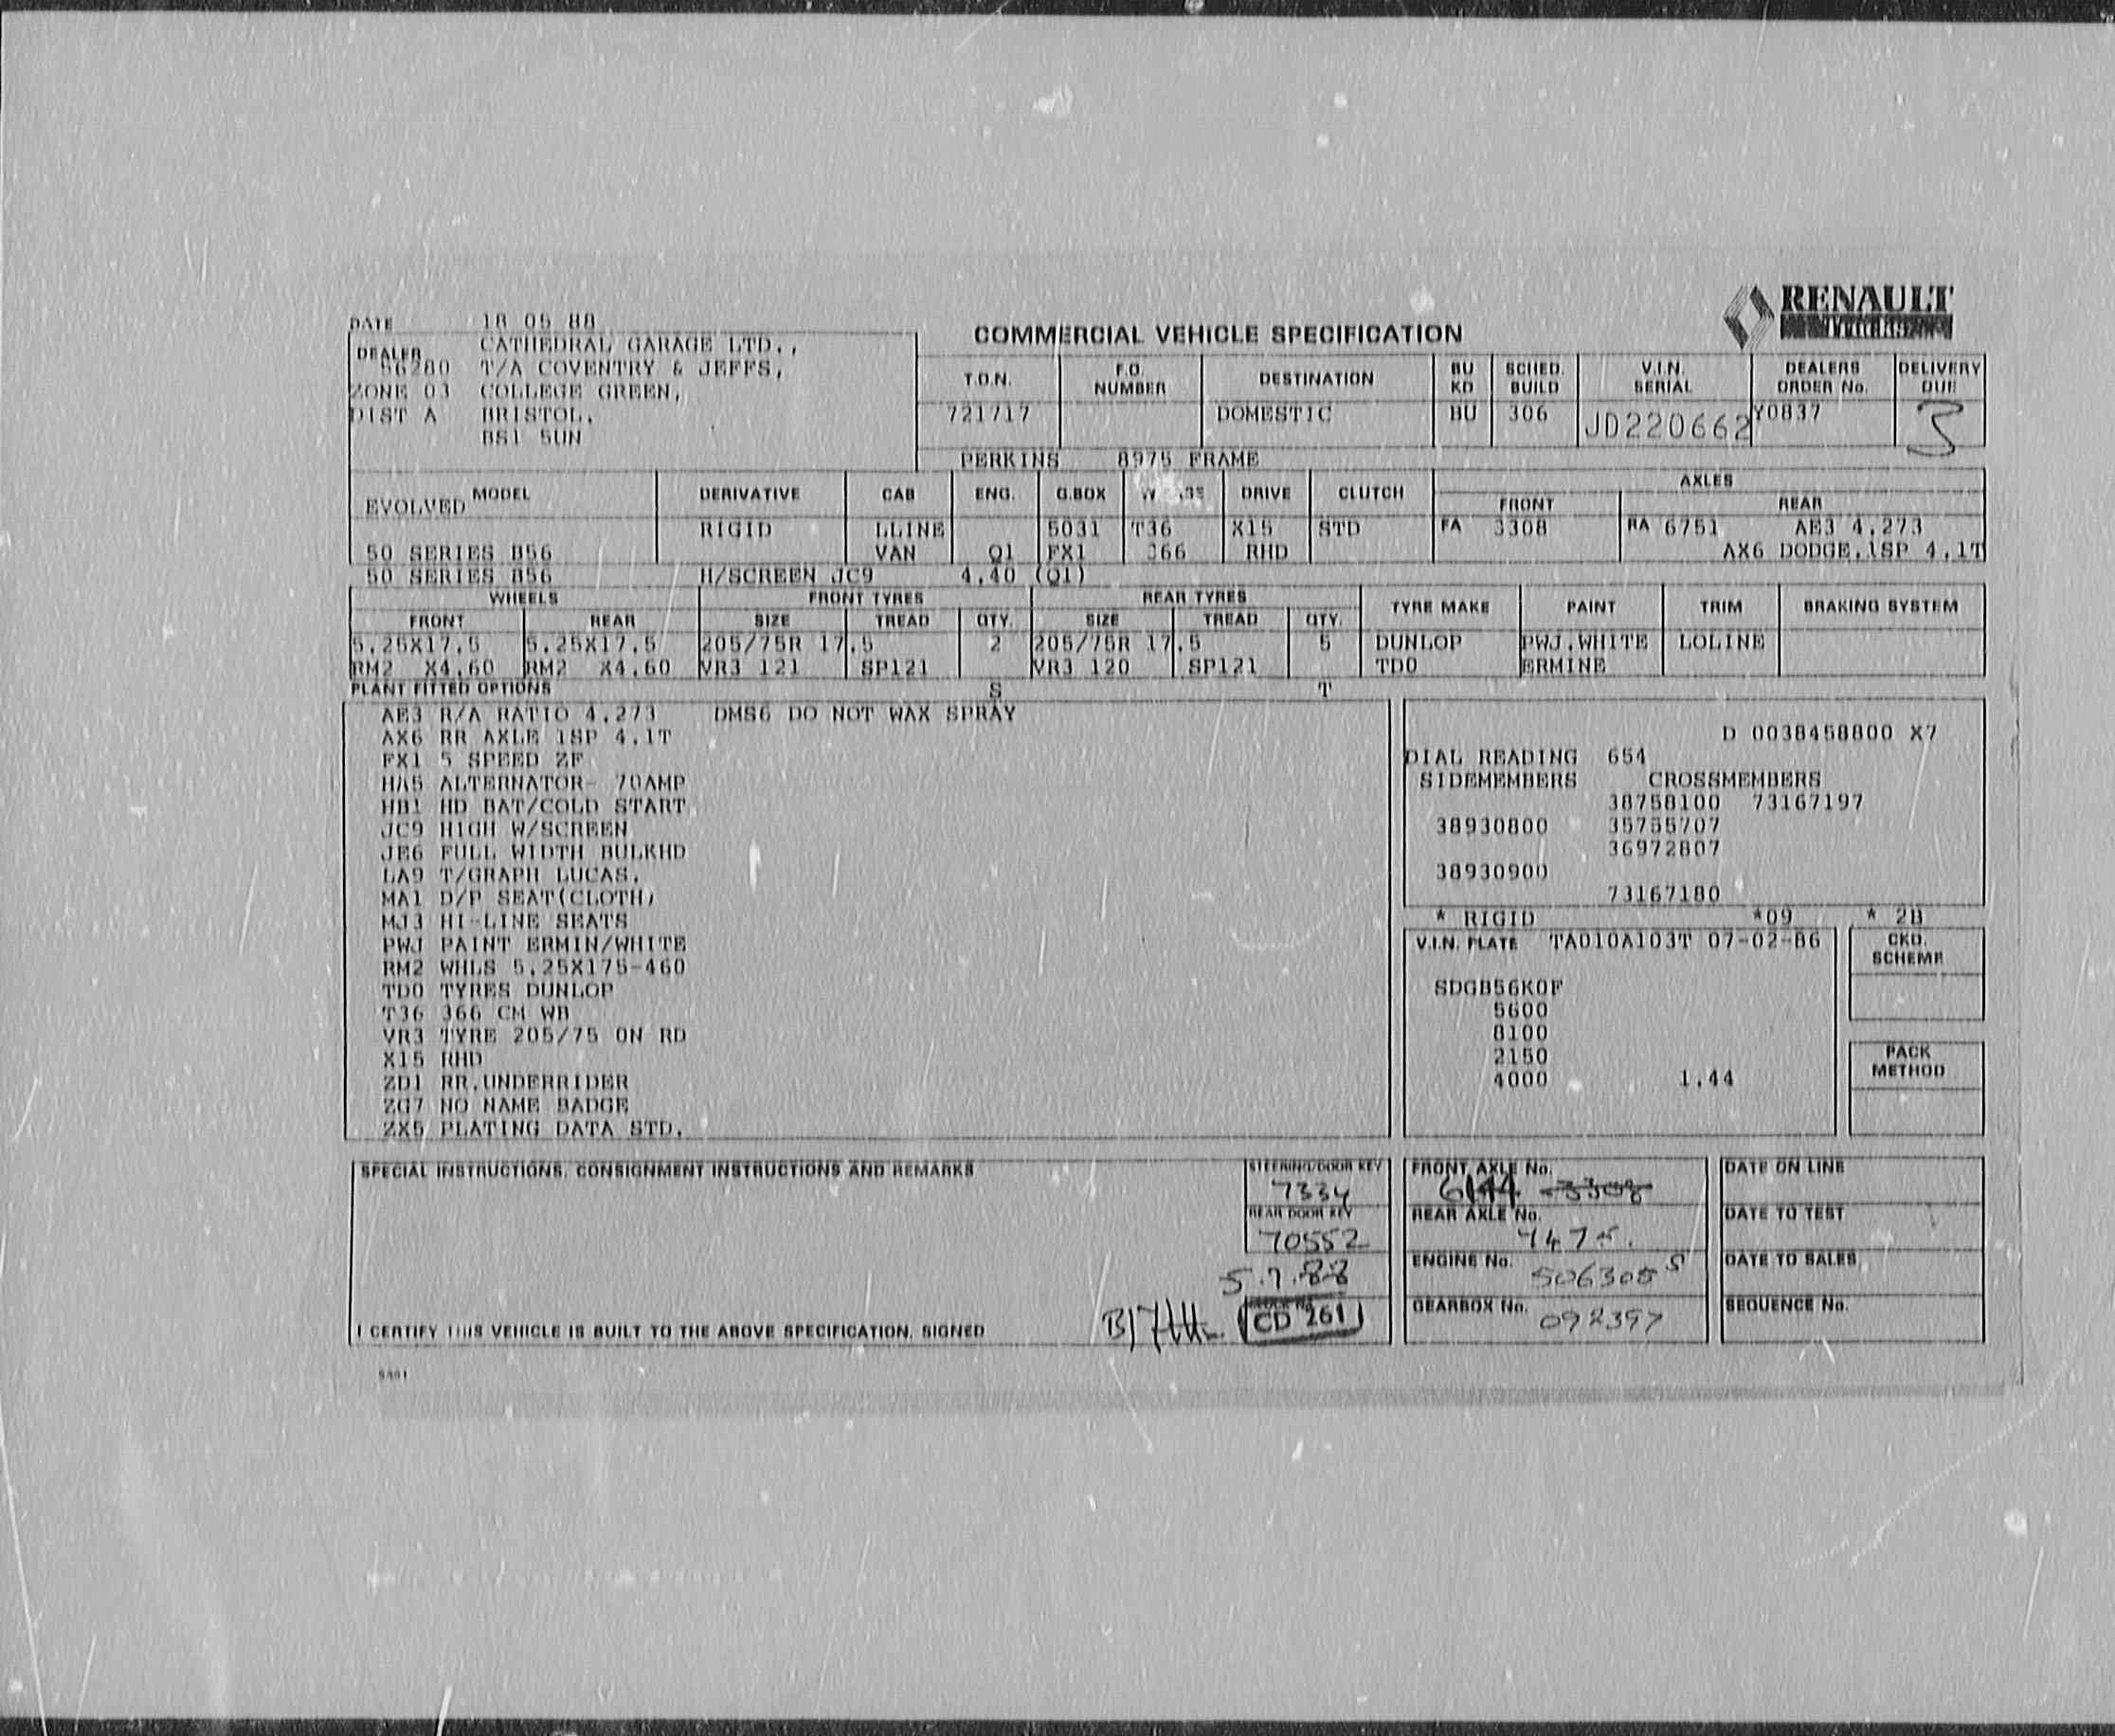 RENAULT
TRUCKS
DATE 18 05 88
COMMERCIAL VEHICLE SPECIFICATION
DEALER CATHEDRAL GARAGE LTD.,
56280 T/A COVENTRY & JEFFS,
ZONE 03 COLLEGE GREEN,
DIST A BRISTOL,
BS1 5UN
T.O.N. F.O. NUMBER DESTINATION BU KD SCHED. BUILD V.I.N. SERIAL DEALERS ORDER No. DELIVERY DUE
721717 DOMESTIC BU 306 JD220662 Y0837 3
PERKINS 8975 FRAME
MODEL DERIVATIVE CAB ENG. G.BOX DRIVE CLUTCH AXLES
FRONT REAR
EVOLVED
RIGID LLINE 5031 T36 X15 STD FA 3308 RA 6751 AE3 4.273
50 SERIES B56 VAN Q1 FX1 366 RHD AX6 DODGE,1SP 4.1T
50 SERIES B56 H/SCREEN JC9 4.40 (Q1)
WHEELS FRONT TYRES REAR TYRES TYRE MAKE PAINT TRIM BRAKING SYSTEM
FRONT REAR SIZE TREAD QTY. SIZE TREAD QTY.
5.25X17.5 5.25X17.5 205/75R 17.5 2 205/75R 17.5 5 DUNLOP PWJ.WHITE LOLINE
RM2 X4.60 RM2 X4.60 VR3 121 SP121 VR3 120 SP121 TD0 ERMINE
PLANT FITTED OPTIONS S T
AE3 R/A RATIO 4.273 DMS6 DO NOT WAX SPRAY
AX6 RR AXLE 1SP 4.1T
FX1 5 SPEED ZF
HA5 ALTERNATOR- 70AMP
HB1 HD BAT/COLD START
JC9 HIGH W/SCREEN
JE6 FULL WIDTH BULKHD
LA9 T/GRAPH LUCAS.
MA1 D/P SEAT(CLOTH)
MJ3 HI-LINE SEATS
PWJ PAINT ERMIN/WHITE
RM2 WHLS 5.25X175-460
TD0 TYRES DUNLOP
T36 366 CM WB
VR3 TYRE 205/75 ON RD
X15 RHD
ZD1 RR.UNDERRIDER
ZG7 NO NAME BADGE
ZX5 PLATING DATA STD.
D 0038458800 X7
DIAL READING 654
SIDEMEMBERS CROSSMEMBERS
38758100 73167197
38930800 35755707
36972807
38930900
73167180
* RIGID *09 * 2B
V.I.N. PLATE TA010A103T 07-02-86
SDGB56K0F
5600
8100
2150
4000 1.44
CKD. SCHEME
PACK METHOD
SPECIAL INSTRUCTIONS, CONSIGNMENT INSTRUCTIONS AND REMARKS
STEERING/DOOR KEY
7334
REAR DOOR KEY
70552
5.7.88
CD 261
I CERTIFY THIS VEHICLE IS BUILT TO THE ABOVE SPECIFICATION, SIGNED
FRONT AXLE No.
6144 3308
REAR AXLE No.
7475.
ENGINE No. 506305 S
GEARBOX No. 092397
DATE ON LINE
DATE TO TEST
DATE TO SALES
SEQUENCE No.